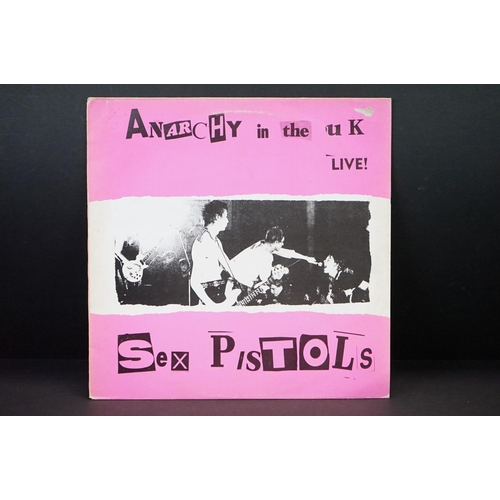 ANARCHY in the UK
LIVE!
SeX PISTOLS